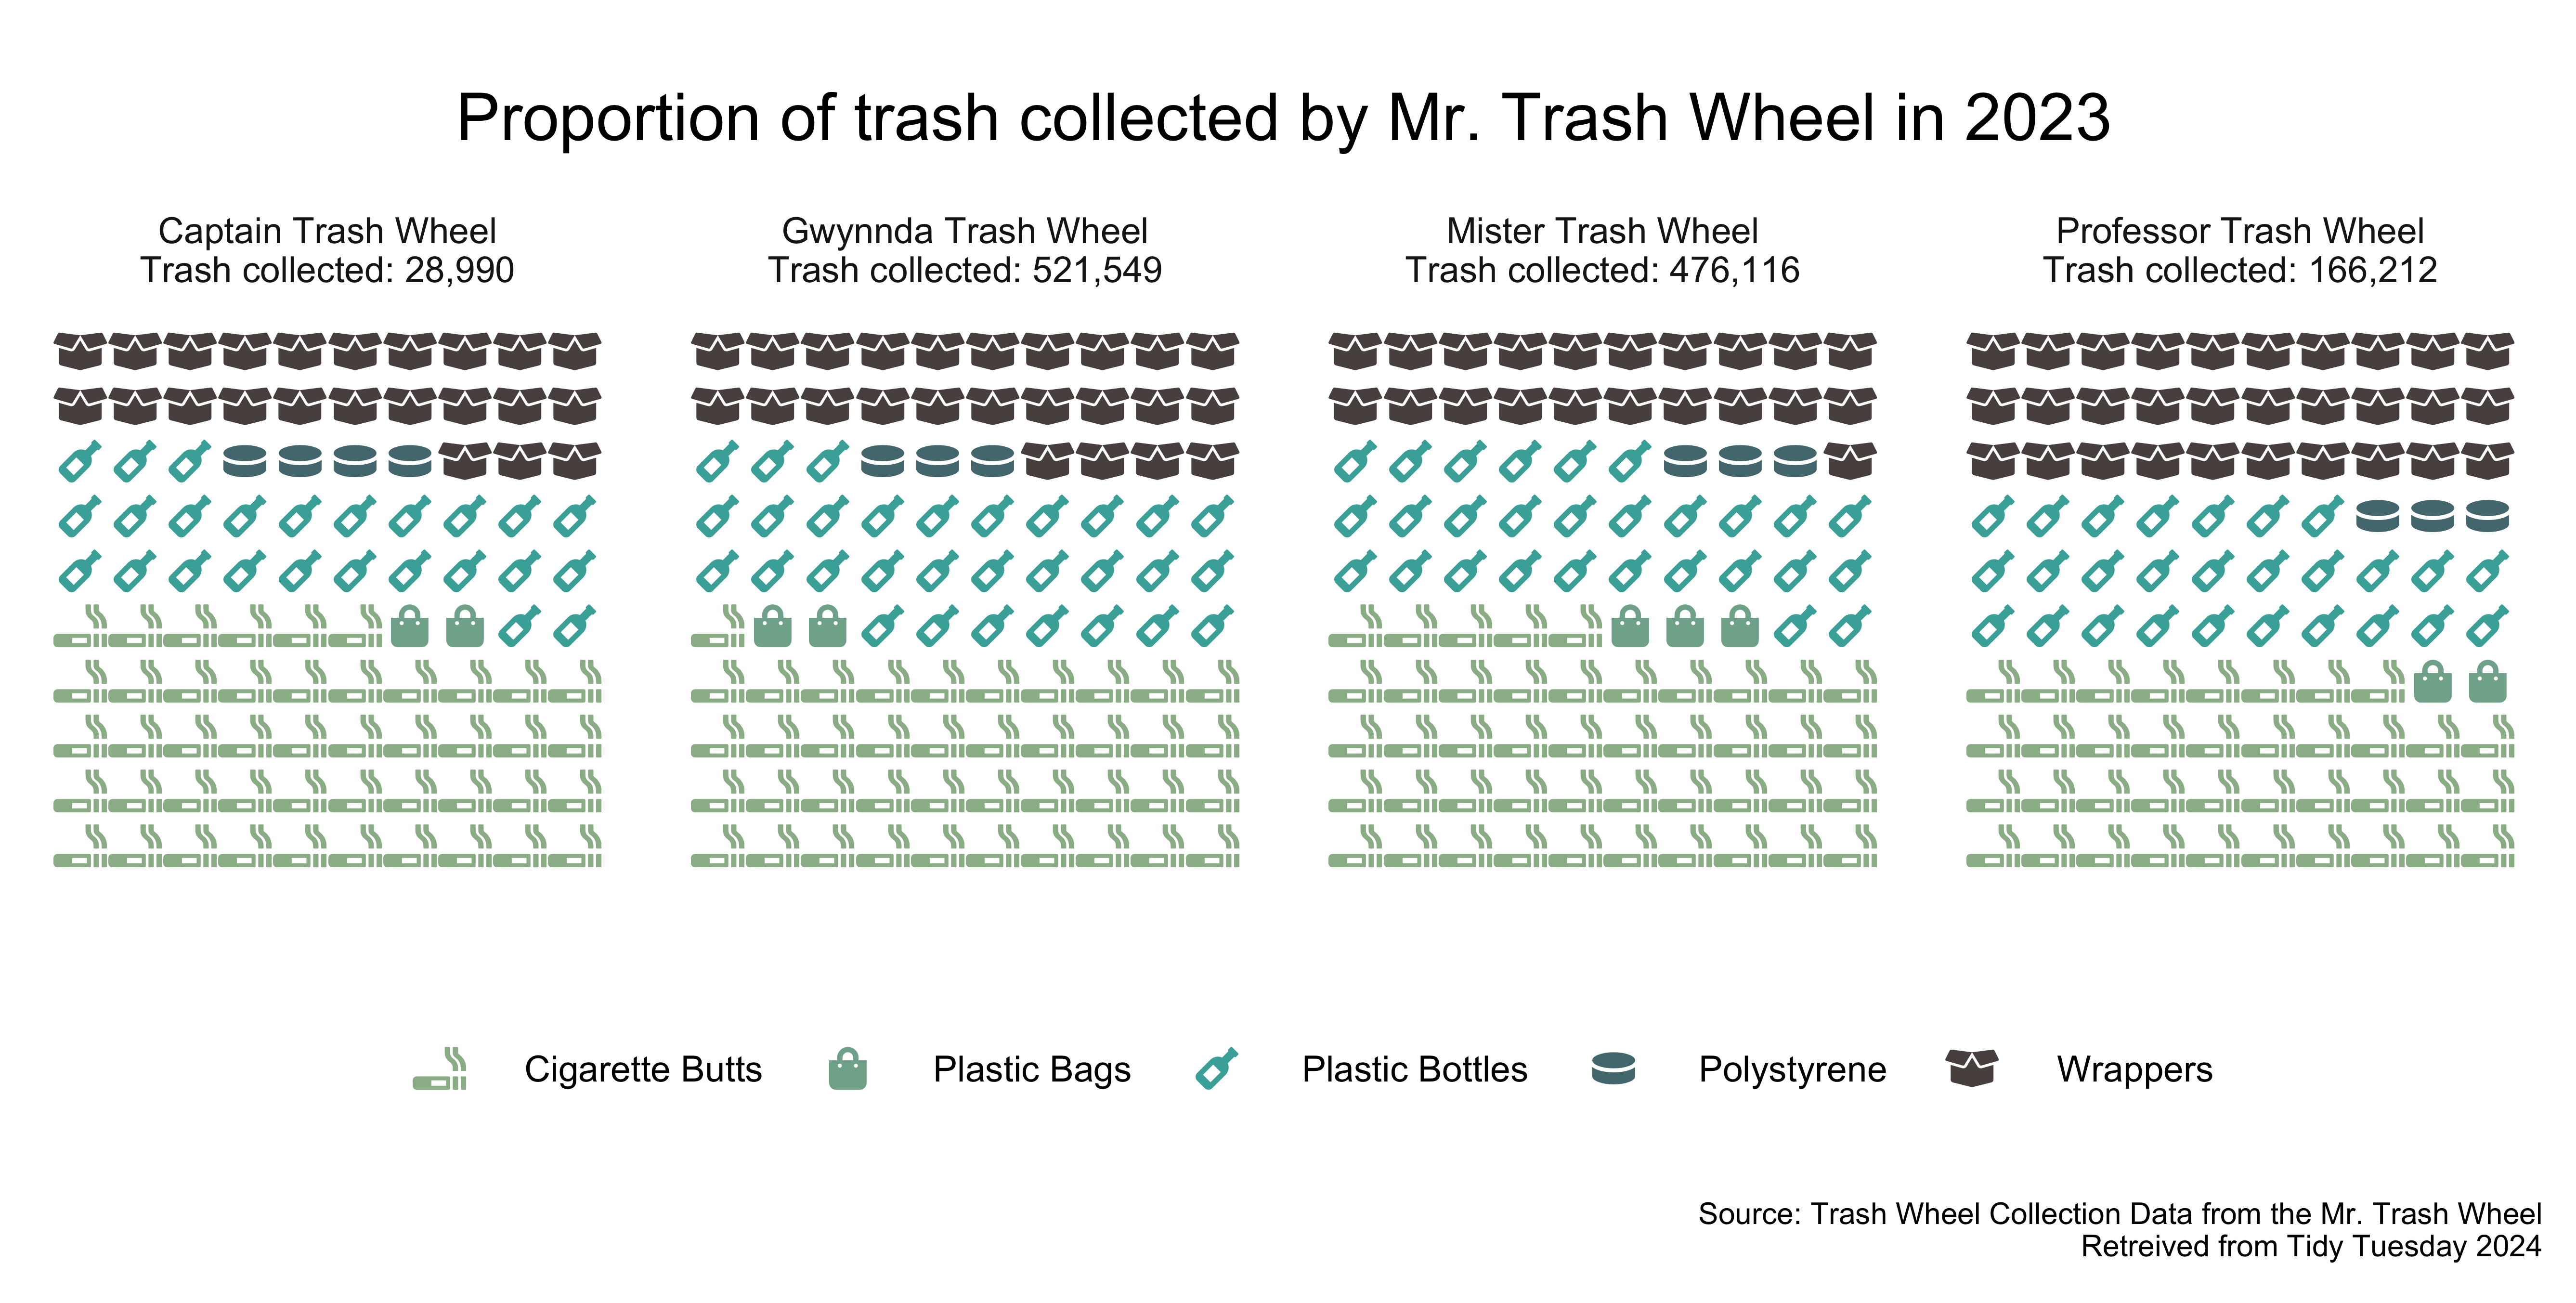 Proportion of trash collected by Mr. Trash Wheel in 2023
Captain Trash Wheel
Trash collected: 28,990
Gwynnda Trash Wheel
Trash collected: 521,549
Mister Trash Wheel
Trash collected: 476,116
Professor Trash Wheel
Trash collected: 166,212
Cigarette Butts
Plastic Bags
Plastic Bottles
Polystyrene
Wrappers
Source: Trash Wheel Collection Data from the Mr. Trash Wheel
Retreived from Tidy Tuesday 2024